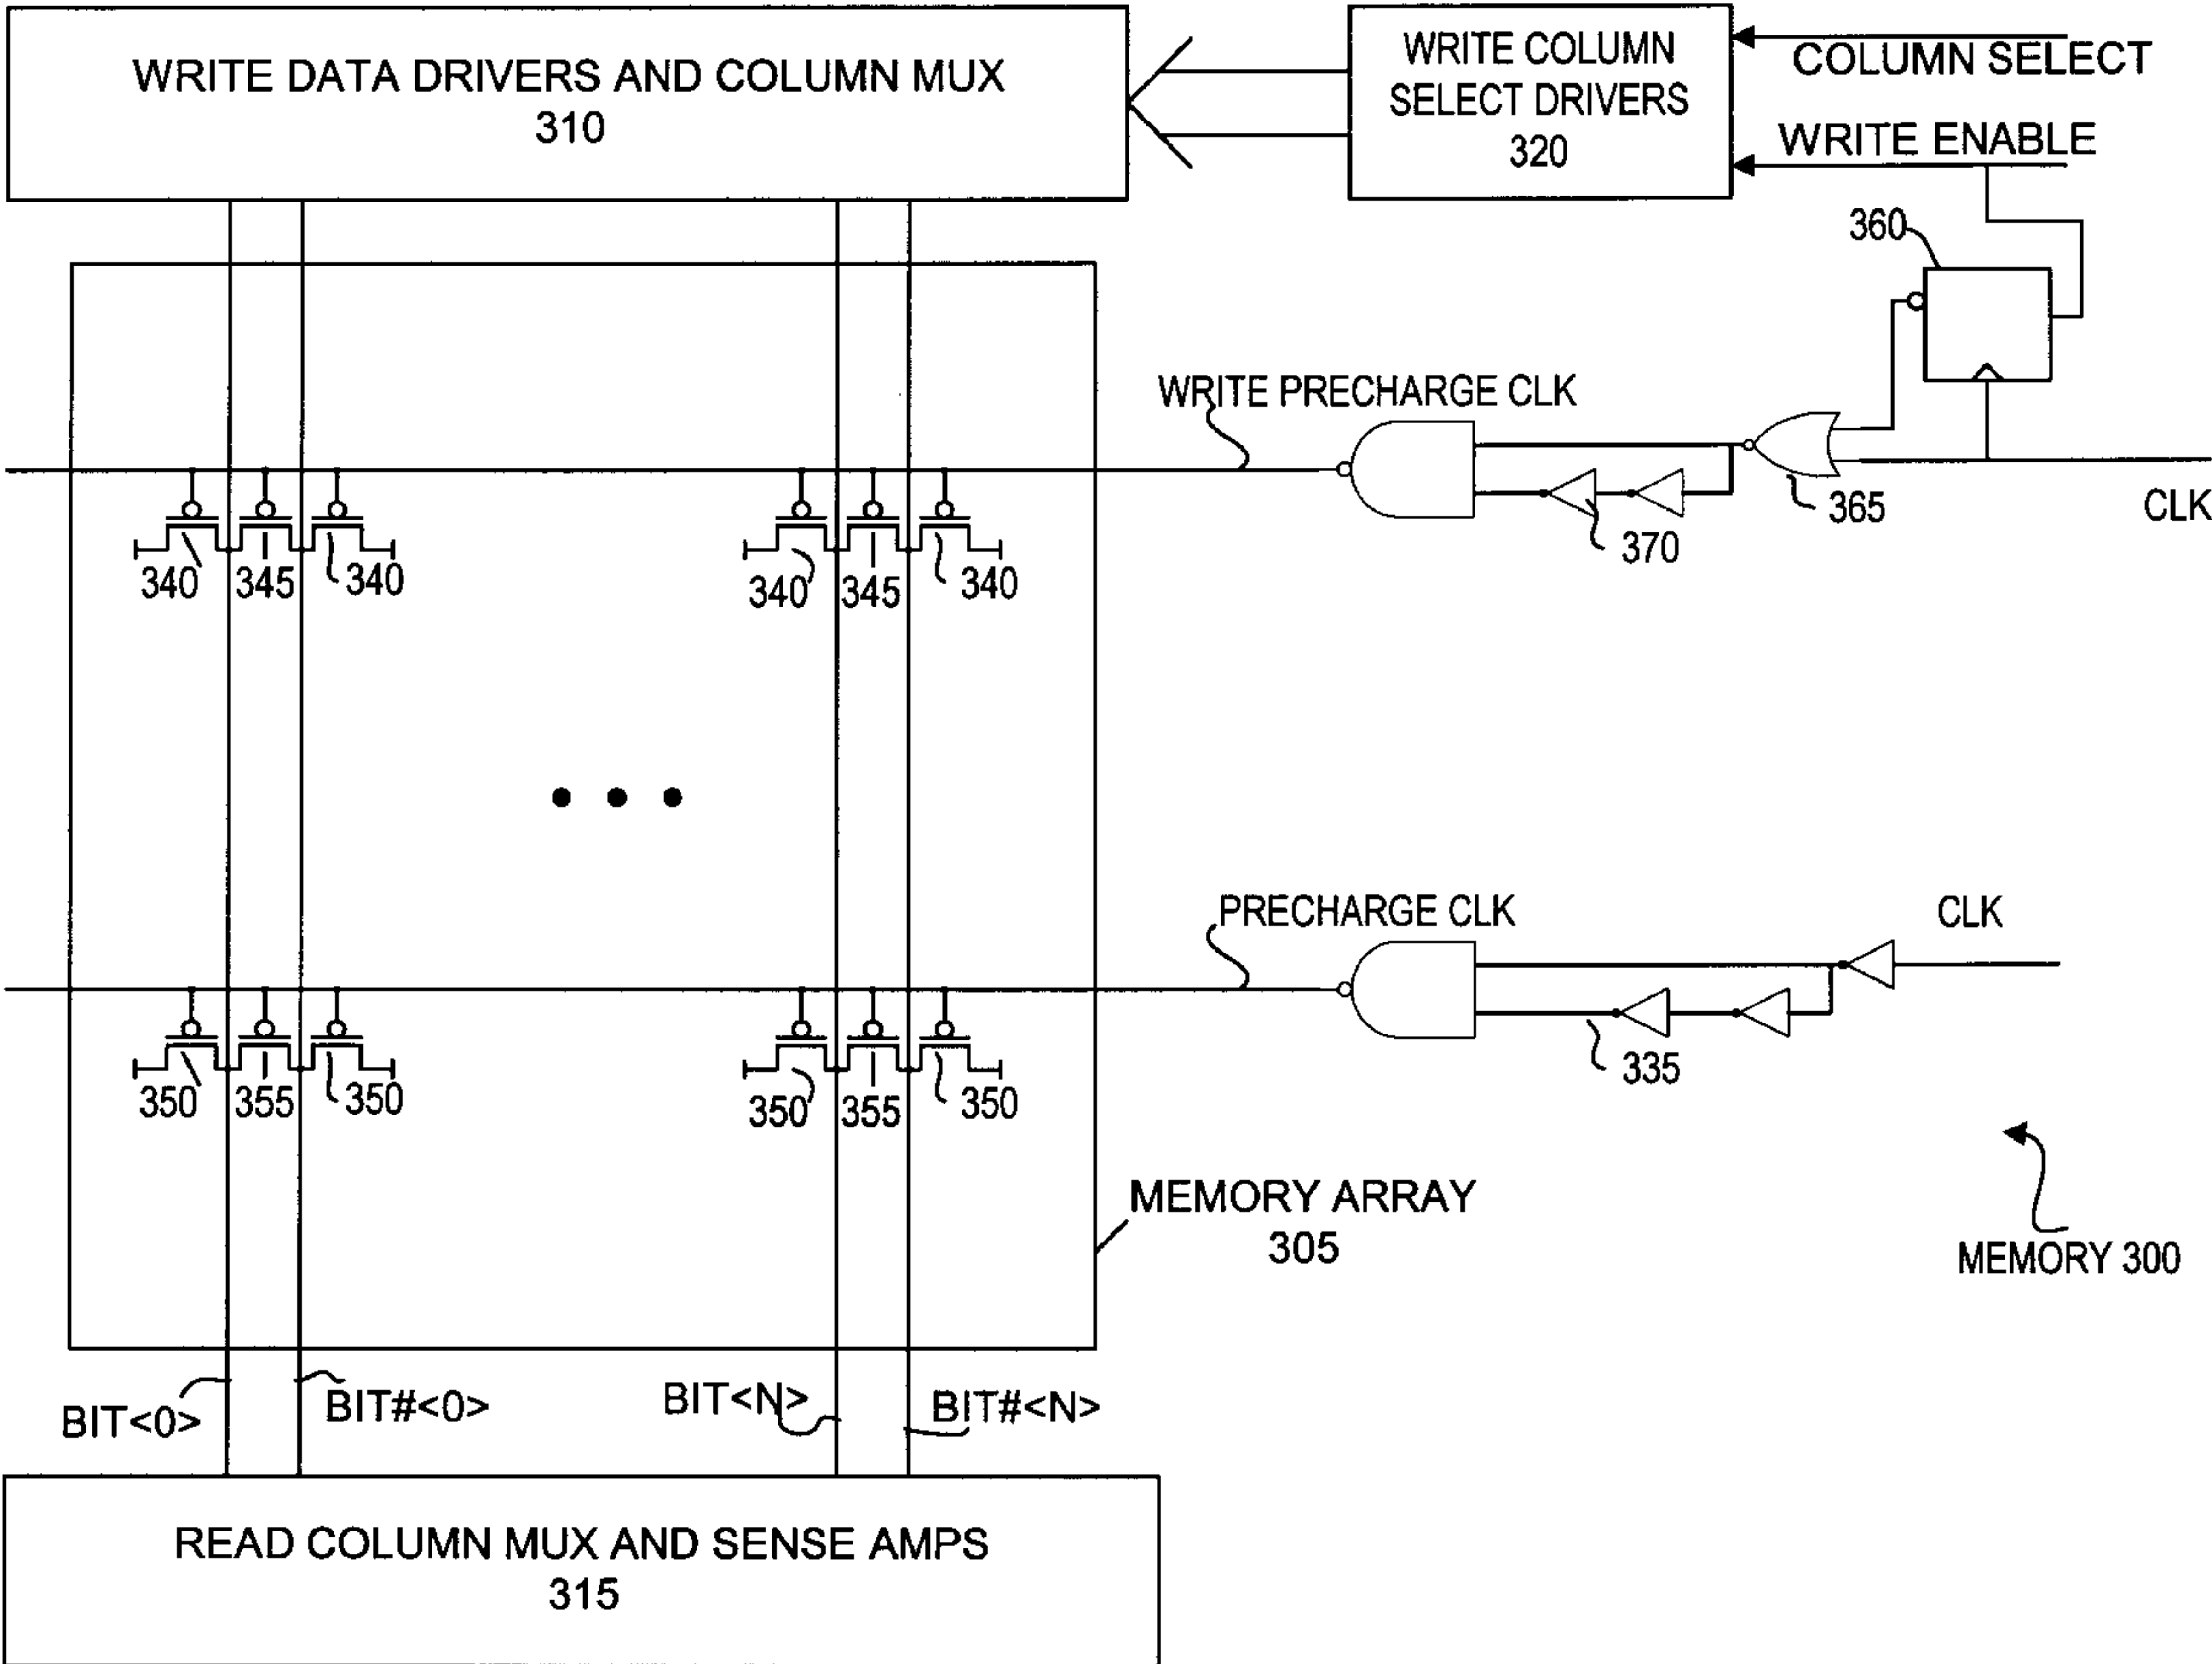 WRITE DATA DRIVERS AND COLUMN MUX
310
WRITE COLUMN
SELECT DRIVERS
320
COLUMN SELECT
WRITE ENABLE
360
WRITE PRECHARGE CLK
365
CLK
370
340 345 340
340 345 340
PRECHARGE CLK
CLK
335
350 355 350
350 355 350
MEMORY ARRAY
305
MEMORY 300
BIT<0>
BIT#<0>
BIT<N>
BIT#<N>
READ COLUMN MUX AND SENSE AMPS
315